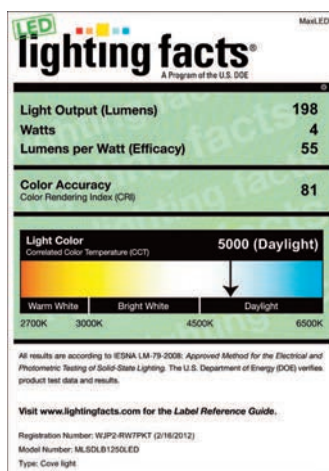 MaxLED
LED
lighting facts®
A Program of the U.S. DOE
Light Output (Lumens) 198
Watts 4
Lumens per Watt (Efficacy) 55
Color Accuracy 81
Color Rendering Index (CRI)
Light Color 5000 (Daylight)
Correlated Color Temperature (CCT)
Warm White Bright White Daylight
2700K 3000K 4500K 6500K
All results are according to IESNA LM-79-2008: Approved Method for the Electrical and
Photometric Testing of Solid-State Lighting. The U.S. Department of Energy (DOE) verifies
product test data and results.
Visit www.lightingfacts.com for the Label Reference Guide.
Registration Number: WJP2-RW7PKT (2/16/2012)
Model Number: MLSDLB1250LED
Type: Cove light